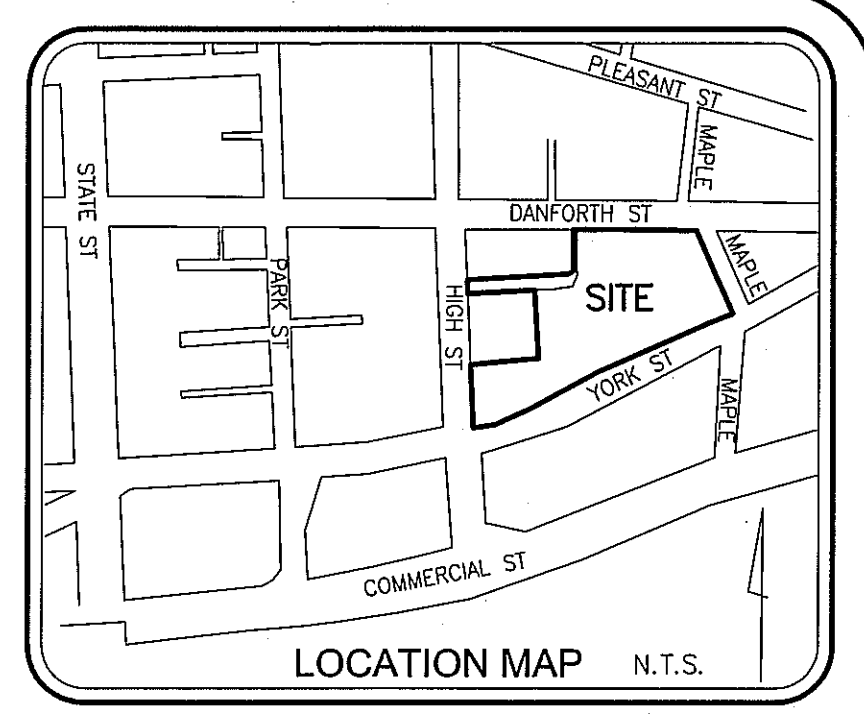 PLEASANT ST
MAPLE
STATE ST
DANFORTH ST
MAPLE
PARK ST
HIGH ST
SITE
YORK ST
MAPLE
COMMERCIAL ST
LOCATION MAP N.T.S.